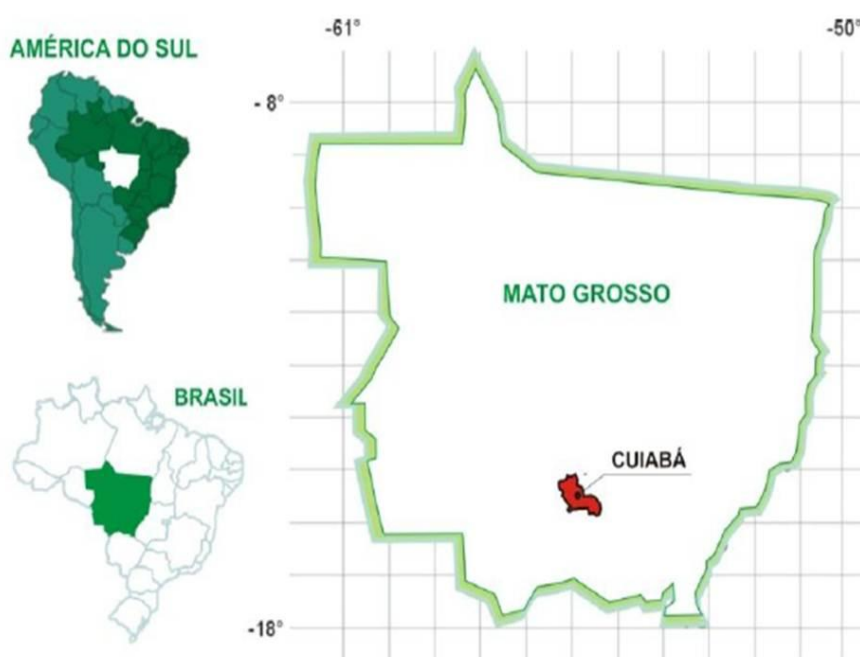 AMÉRICA DO SUL
-61°
-50°
- 8°
MATO GROSSO
BRASIL
CUIABÁ
-18°